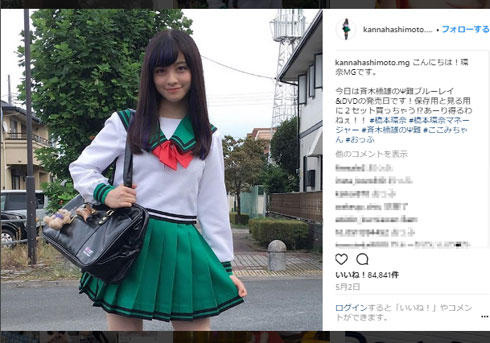 kannahashimoto....
フォローする
kannahashimoto.mg こんにちは！環
奈MGです。
今日は斉木楠雄のΨ難ブルーレイ
&DVDの発売日です！保存用と見る用
に２セット買っちゃう!?あり得るわ
ねぇ！！ #橋本環奈 #橋本環奈マネー
ジャー #斉木楠雄のΨ難 #ここみちゃ
ん #おっふ
他のコメントを表示
いいね！84,841件
5月2日
ログインすると「いいね！」やコメン
トができます。